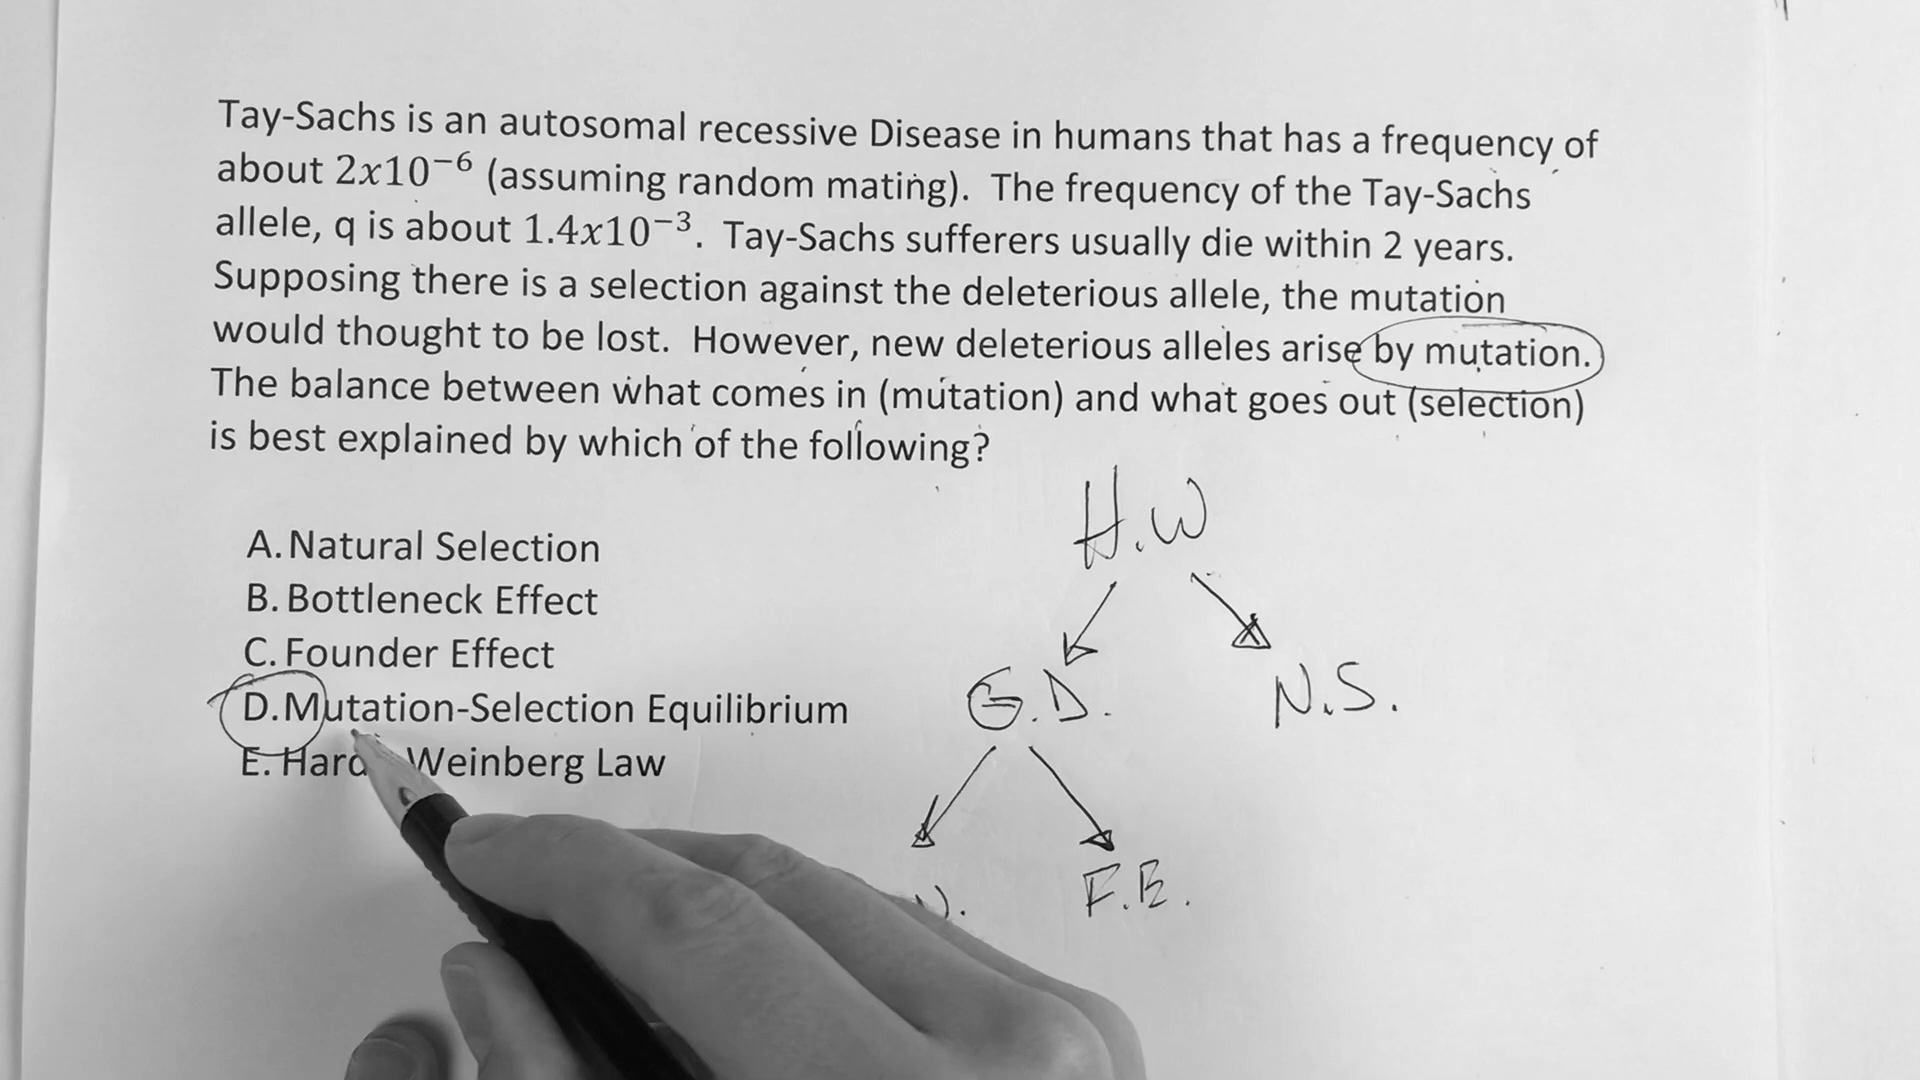 Tay-Sachs is an autosomal recessive Disease in humans that has a frequency of
about 2x10⁻⁶ (assuming random mating). The frequency of the Tay-Sachs
allele, q is about 1.4x10⁻³. Tay-Sachs sufferers usually die within 2 years.
Supposing there is a selection against the deleterious allele, the mutation
would thought to be lost. However, new deleterious alleles arise by mutation.
The balance between what comes in (mutation) and what goes out (selection)
is best explained by which of the following?
H.W
A. Natural Selection
B. Bottleneck Effect
C. Founder Effect
G.D. N.S.
D. Mutation-Selection Equilibrium
E. Weinberg Law
F.E.